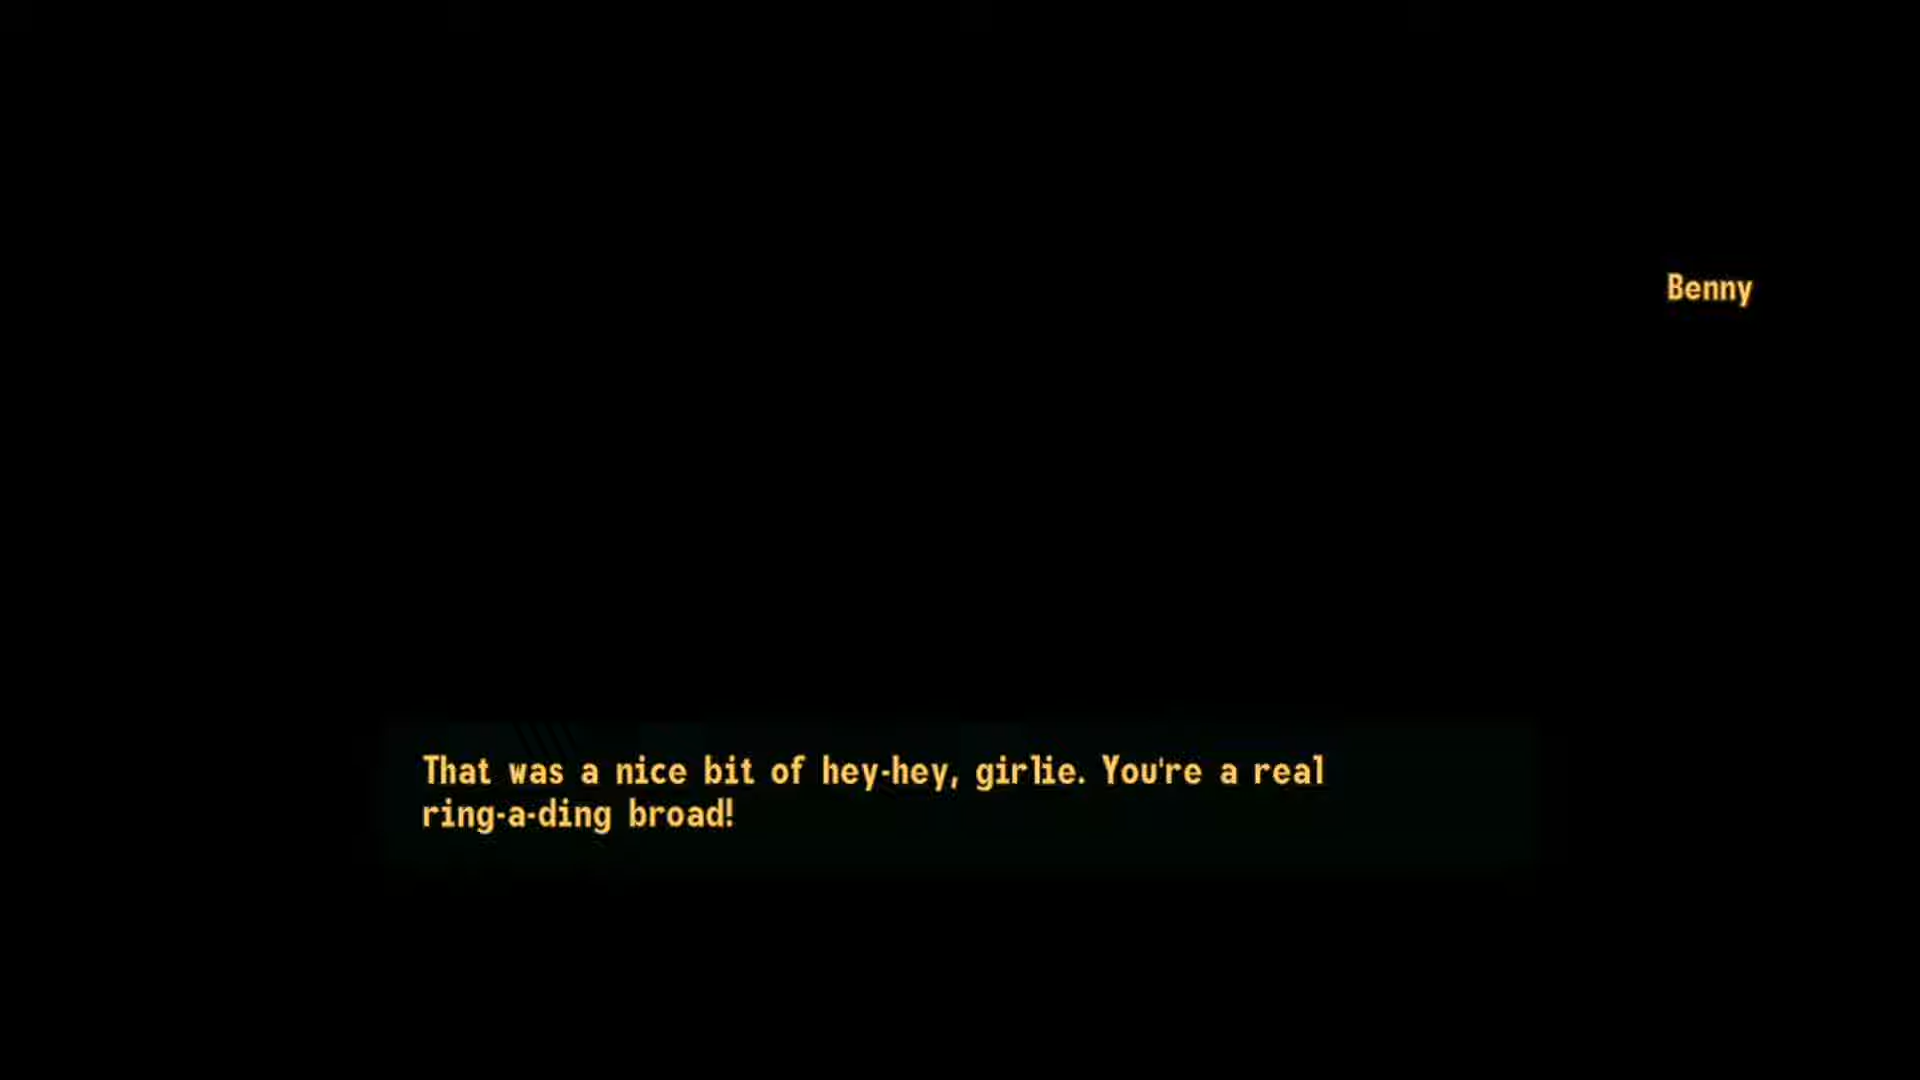 Benny
That was a nice bit of hey-hey, girlie. You're a real
ring-a-ding broad!